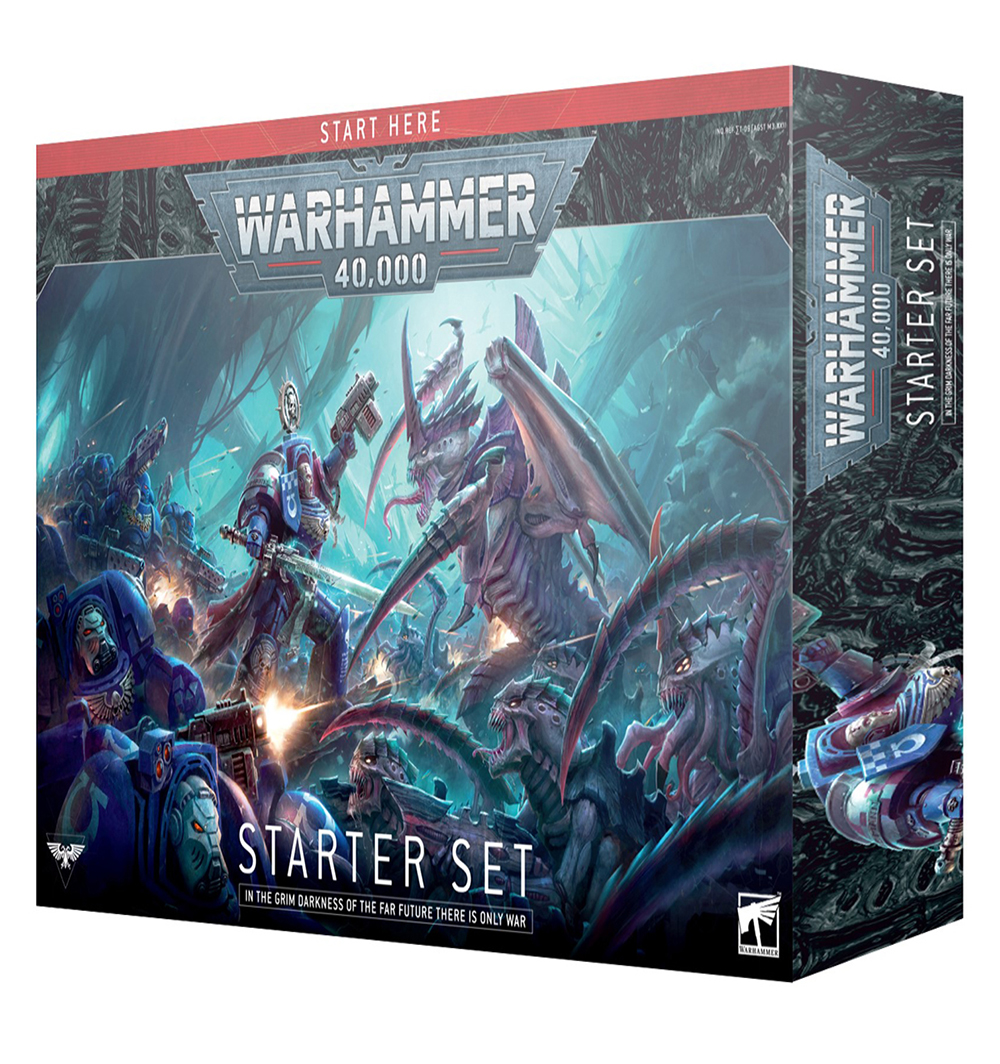 START HERE
WARHAMMER
40,000
STARTER SET
IN THE GRIM DARKNESS OF THE FAR FUTURE THERE IS ONLY WAR
WARHAMMER
WARHAMMER
40,000
STARTER SET
IN THE GRIM DARKNESS OF THE FAR FUTURE THERE IS ONLY WAR